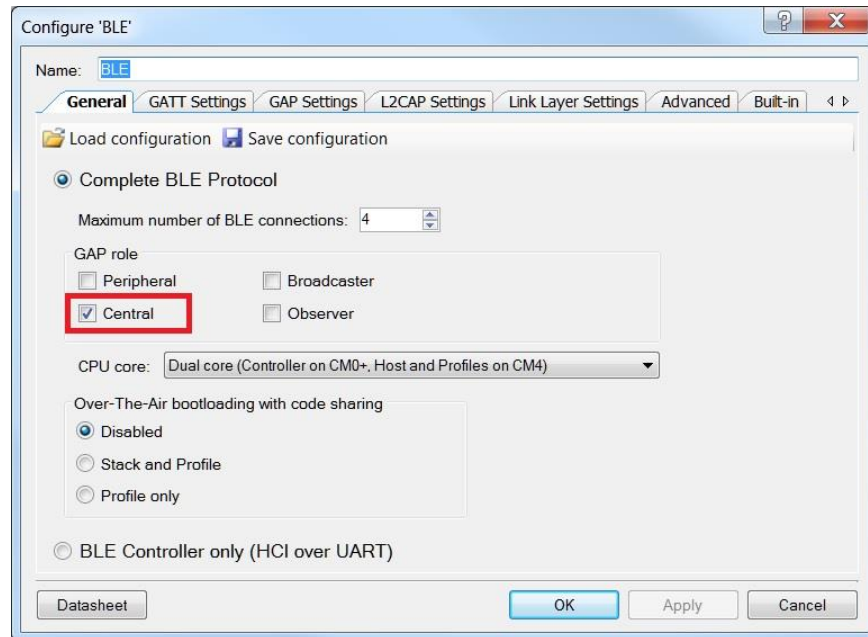 Configure 'BLE'
Name: BLE
General GATT Settings GAP Settings L2CAP Settings Link Layer Settings Advanced Built-in
Load configuration Save configuration
Complete BLE Protocol
Maximum number of BLE connections: 4
GAP role
Peripheral Broadcaster
Central Observer
CPU core: Dual core (Controller on CM0+, Host and Profiles on CM4)
Over-The-Air bootloading with code sharing
Disabled
Stack and Profile
Profile only
BLE Controller only (HCI over UART)
Datasheet OK Apply Cancel